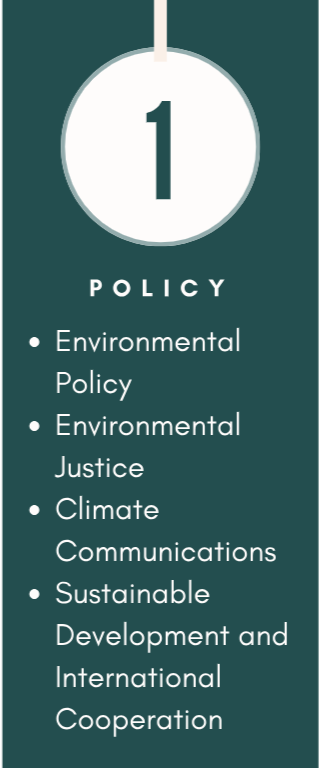 1
POLICY
• Environmental
Policy
• Environmental
Justice
• Climate
Communications
• Sustainable
Development and
International
Cooperation